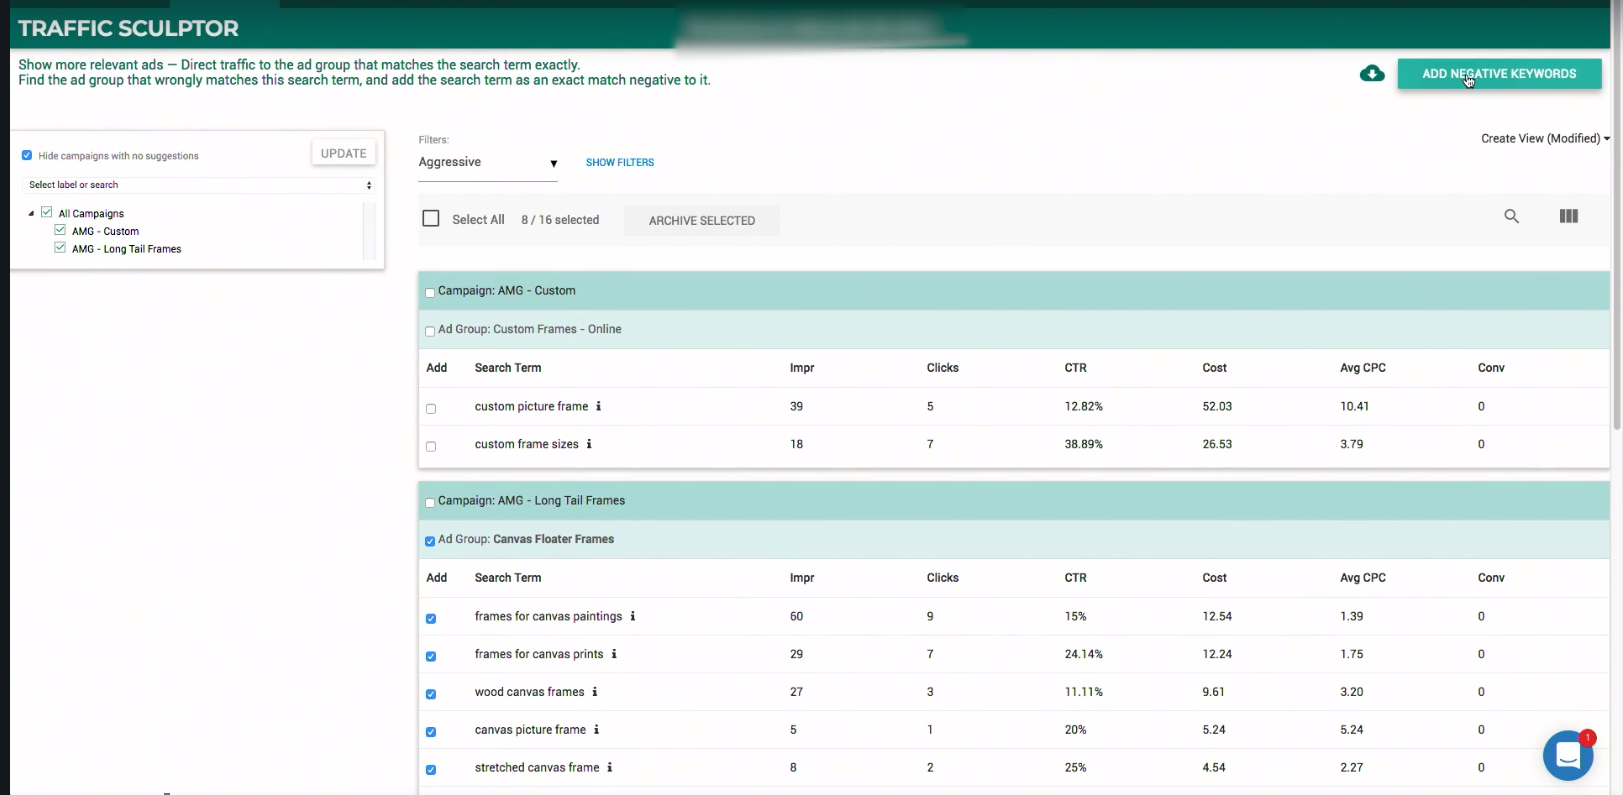 TRAFFIC SCULPTOR
Show more relevant ads — Direct traffic to the ad group that matches the search term exactly.
Find the ad group that wrongly matches this search term, and add the search term as an exact match negative to it.
ADD NEGATIVE KEYWORDS
Hide campaigns with no suggestions
UPDATE
Select label or search
All Campaigns
AMG - Custom
AMG - Long Tail Frames
Filters:
Aggressive
SHOW FILTERS
Create View (Modified)
Select All 8 / 16 selected ARCHIVE SELECTED
Campaign: AMG - Custom
Ad Group: Custom Frames - Online
Add Search Term Impr Clicks CTR Cost Avg CPC Conv
custom picture frame i 39 5 12.82% 52.03 10.41 0
custom frame sizes i 18 7 38.89% 26.53 3.79 0
Campaign: AMG - Long Tail Frames
Ad Group: Canvas Floater Frames
Add Search Term Impr Clicks CTR Cost Avg CPC Conv
frames for canvas paintings i 60 9 15% 12.54 1.39 0
frames for canvas prints i 29 7 24.14% 12.24 1.75 0
wood canvas frames i 27 3 11.11% 9.61 3.20 0
canvas picture frame i 5 1 20% 5.24 5.24 0
stretched canvas frame i 8 2 25% 4.54 2.27 0
1